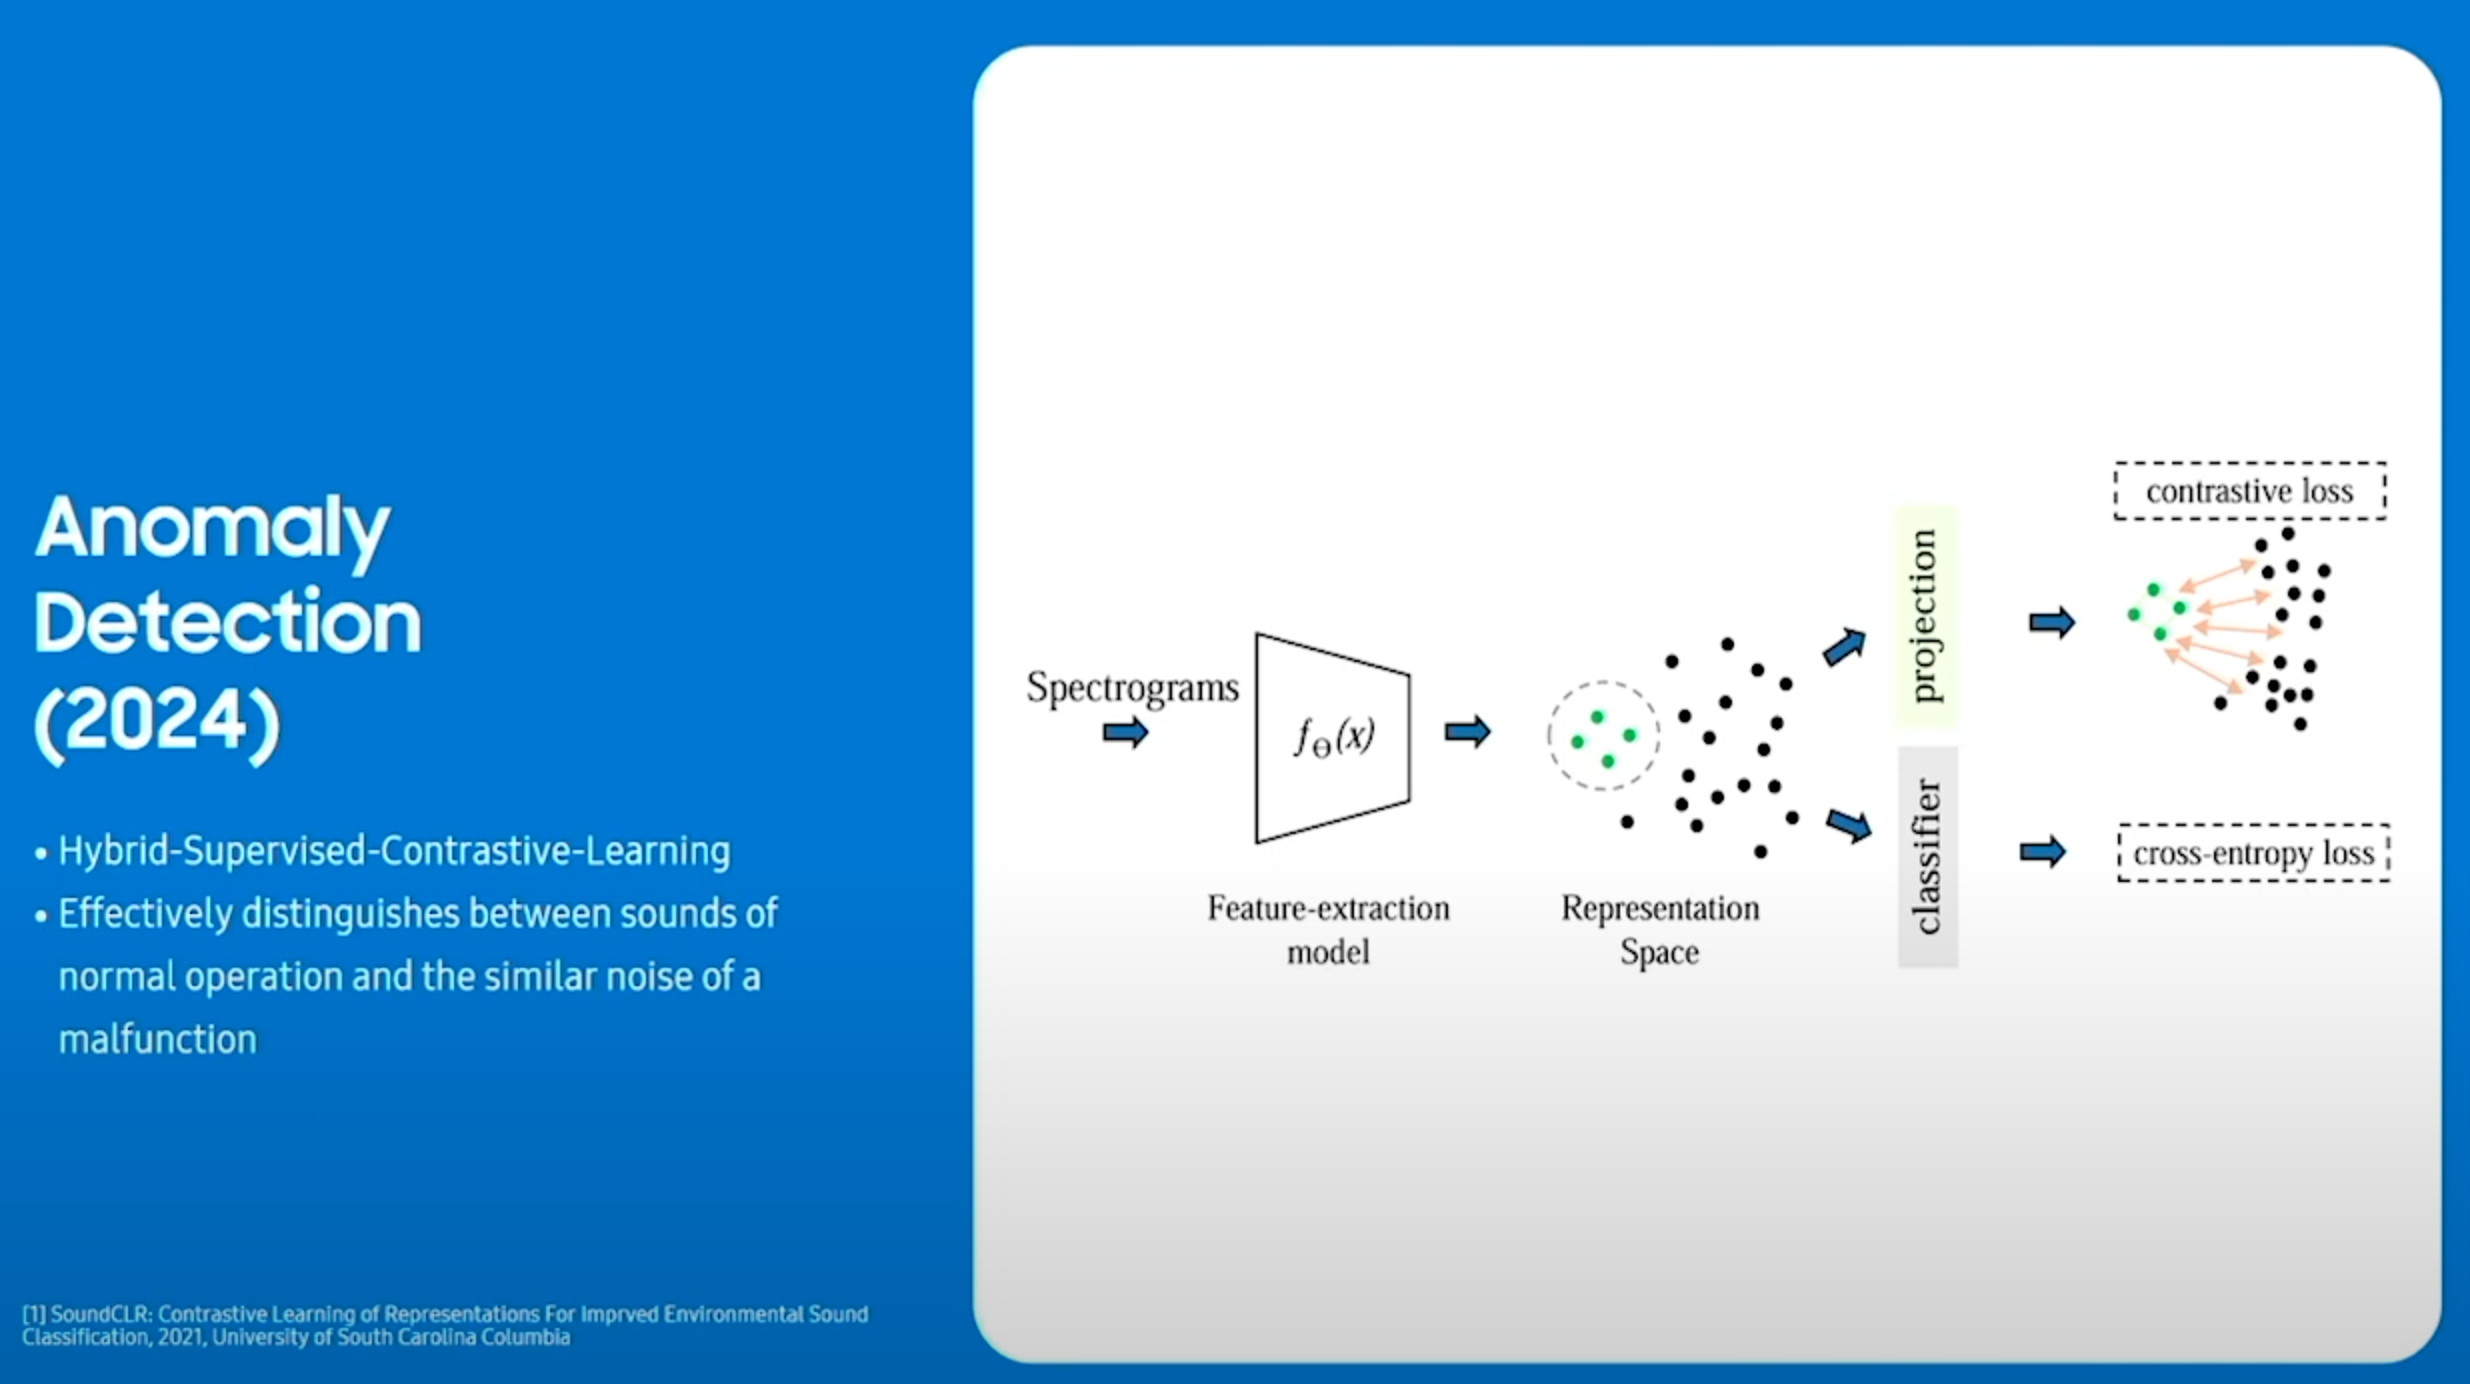 Anomaly
Detection
(2024)
• Hybrid-Supervised-Contrastive-Learning
• Effectively distinguishes between sounds of
normal operation and the similar noise of a
malfunction
[1] SoundCLR: Contrastive Learning of Representations For Imprved Environmental Sound
Classification, 2021, University of South Carolina Columbia
Spectrograms
fΘ(x)
Feature-extraction
model
Representation
Space
projection
classifier
contrastive loss
cross-entropy loss